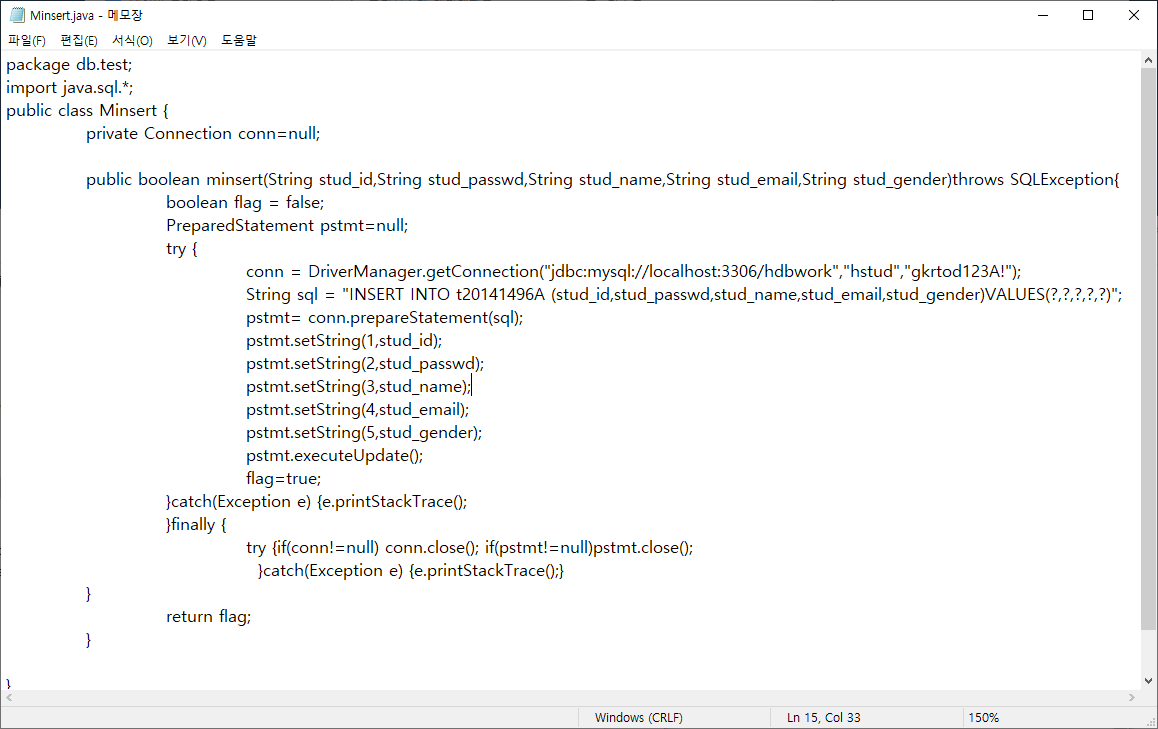 Minsert.java - 메모장
파일(F) 편집(E) 서식(O) 보기(V) 도움말
package db.test;
import java.sql.*;
public class Minsert {
private Connection conn=null;
public boolean minsert(String stud_id,String stud_passwd,String stud_name,String stud_email,String stud_gender)throws SQLException{
boolean flag = false;
PreparedStatement pstmt=null;
try {
conn = DriverManager.getConnection("jdbc:mysql://localhost:3306/hdbwork","hstud","gkrtod123A!");
String sql = "INSERT INTO t20141496A (stud_id,stud_passwd,stud_name,stud_email,stud_gender)VALUES(?,?,?,?,?)";
pstmt= conn.prepareStatement(sql);
pstmt.setString(1,stud_id);
pstmt.setString(2,stud_passwd);
pstmt.setString(3,stud_name);
pstmt.setString(4,stud_email);
pstmt.setString(5,stud_gender);
pstmt.executeUpdate();
flag=true;
}catch(Exception e) {e.printStackTrace();
}finally {
try {if(conn!=null) conn.close(); if(pstmt!=null)pstmt.close();
}catch(Exception e) {e.printStackTrace();}
}
return flag;
}
}
Windows (CRLF) Ln 15, Col 33 150%